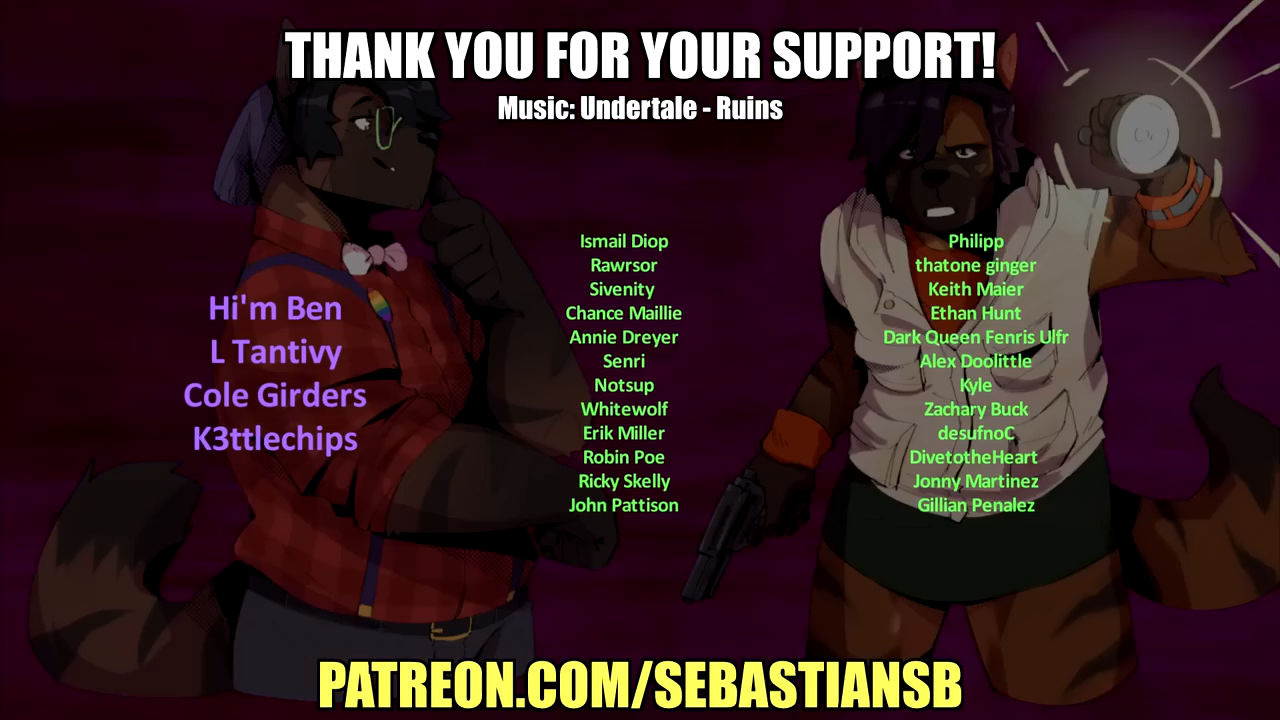 THANK YOU FOR YOUR SUPPORT!
Music: Undertale - Ruins
Hi'm Ben
L Tantivy
Cole Girders
K3ttlechips
Ismail Diop
Rawrsor
Sivenity
Chance Maillie
Annie Dreyer
Senri
Notsup
Whitewolf
Erik Miller
Robin Poe
Ricky Skelly
John Pattison
Philipp
thatone ginger
Keith Maier
Ethan Hunt
Dark Queen Fenris Ulfr
Alex Doolittle
Kyle
Zachary Buck
desufnoC
DivetotheHeart
Jonny Martinez
Gillian Penalez
PATREON.COM/SEBASTIANSB